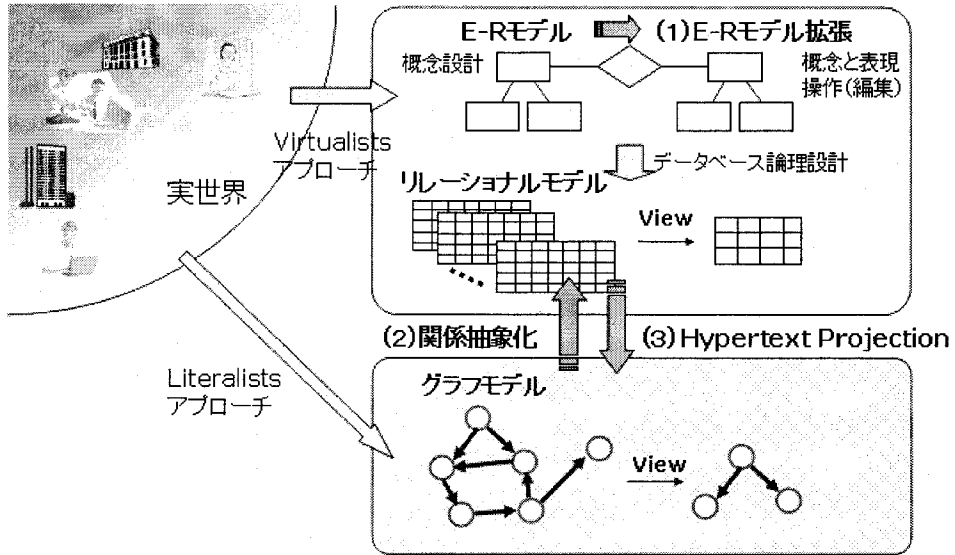 E-Rモデル
(1)E-Rモデル拡張
概念設計
概念と表現
操作(編集)
Virtualists
アプローチ
データベース論理設計
実世界
リレーショナルモデル
View
(2)関係抽象化
(3)Hypertext Projection
Literalists
アプローチ
グラフモデル
View